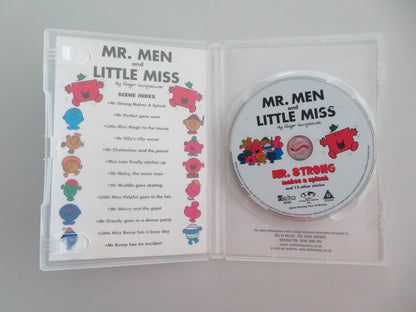 MR. MEN
and
LITTLE MISS
By Roger Hargreaves
SCENE INDEX
•Mr Strong Makes A Splash
•Mr Perfect goes west
•Little Miss Magic to the rescue
•Mr Silly's silly secret
•Mr Chatterbox and the parrot
•Miss Late finally catches up
•Mr Noisy, the music man
•Mr Muddle goes skating
•Little Miss Helpful goes to the fair
•Mr Worry and the giant
•Mr Greedy goes to a dinner party
•Little Miss Bossy has a busy day
•Mr Bump has an accident
MR. MEN
and
LITTLE MISS
By Roger Hargreaves
MR. STRONG
makes a splash
and 12 other stories